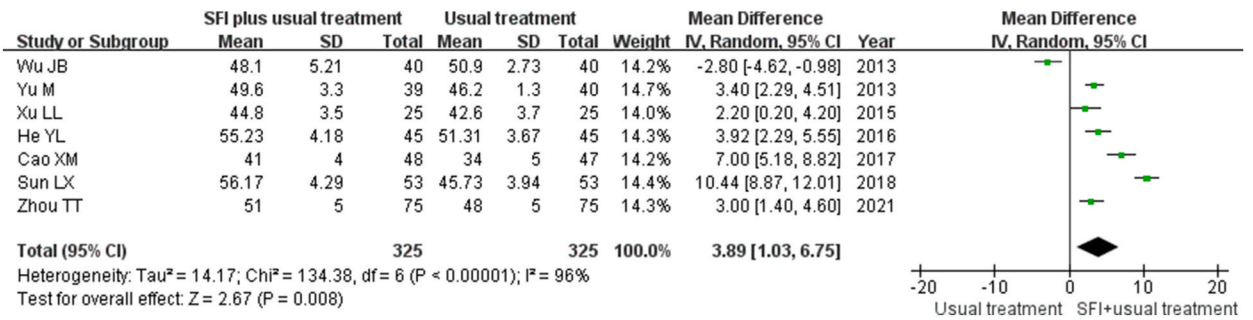 SFI plus usual treatment Usual treatment Mean Difference Mean Difference
Study or Subgroup Mean SD Total Mean SD Total Weight IV, Random, 95% CI Year IV, Random, 95% CI
Wu JB 48.1 5.21 40 50.9 2.73 40 14.2% -2.80 [-4.62, -0.98] 2013
Yu M 49.6 3.3 39 46.2 1.3 40 14.7% 3.40 [2.29, 4.51] 2013
Xu LL 44.8 3.5 25 42.6 3.7 25 14.0% 2.20 [0.20, 4.20] 2015
He YL 55.23 4.18 45 51.31 3.67 45 14.3% 3.92 [2.29, 5.55] 2016
Cao XM 41 4 48 34 5 47 14.2% 7.00 [5.18, 8.82] 2017
Sun LX 56.17 4.29 53 45.73 3.94 53 14.4% 10.44 [8.87, 12.01] 2018
Zhou TT 51 5 75 48 5 75 14.3% 3.00 [1.40, 4.60] 2021
Total (95% CI) 325 325 100.0% 3.89 [1.03, 6.75]
Heterogeneity: Tau² = 14.17; Chi² = 134.38, df = 6 (P < 0.00001); I² = 96%
Test for overall effect: Z = 2.67 (P = 0.008)
-20 -10 0 10 20
Usual treatment SFI+usual treatment